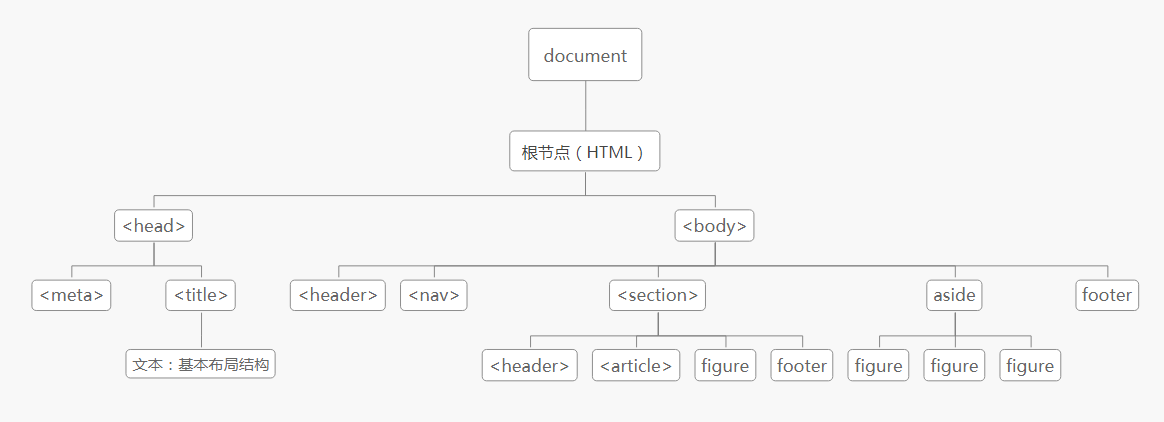 document
根节点（HTML）
<head>
<body>
<meta>
<title>
<header>
<nav>
<section>
aside
footer
文本：基本布局结构
<header>
<article>
figure
footer
figure
figure
figure